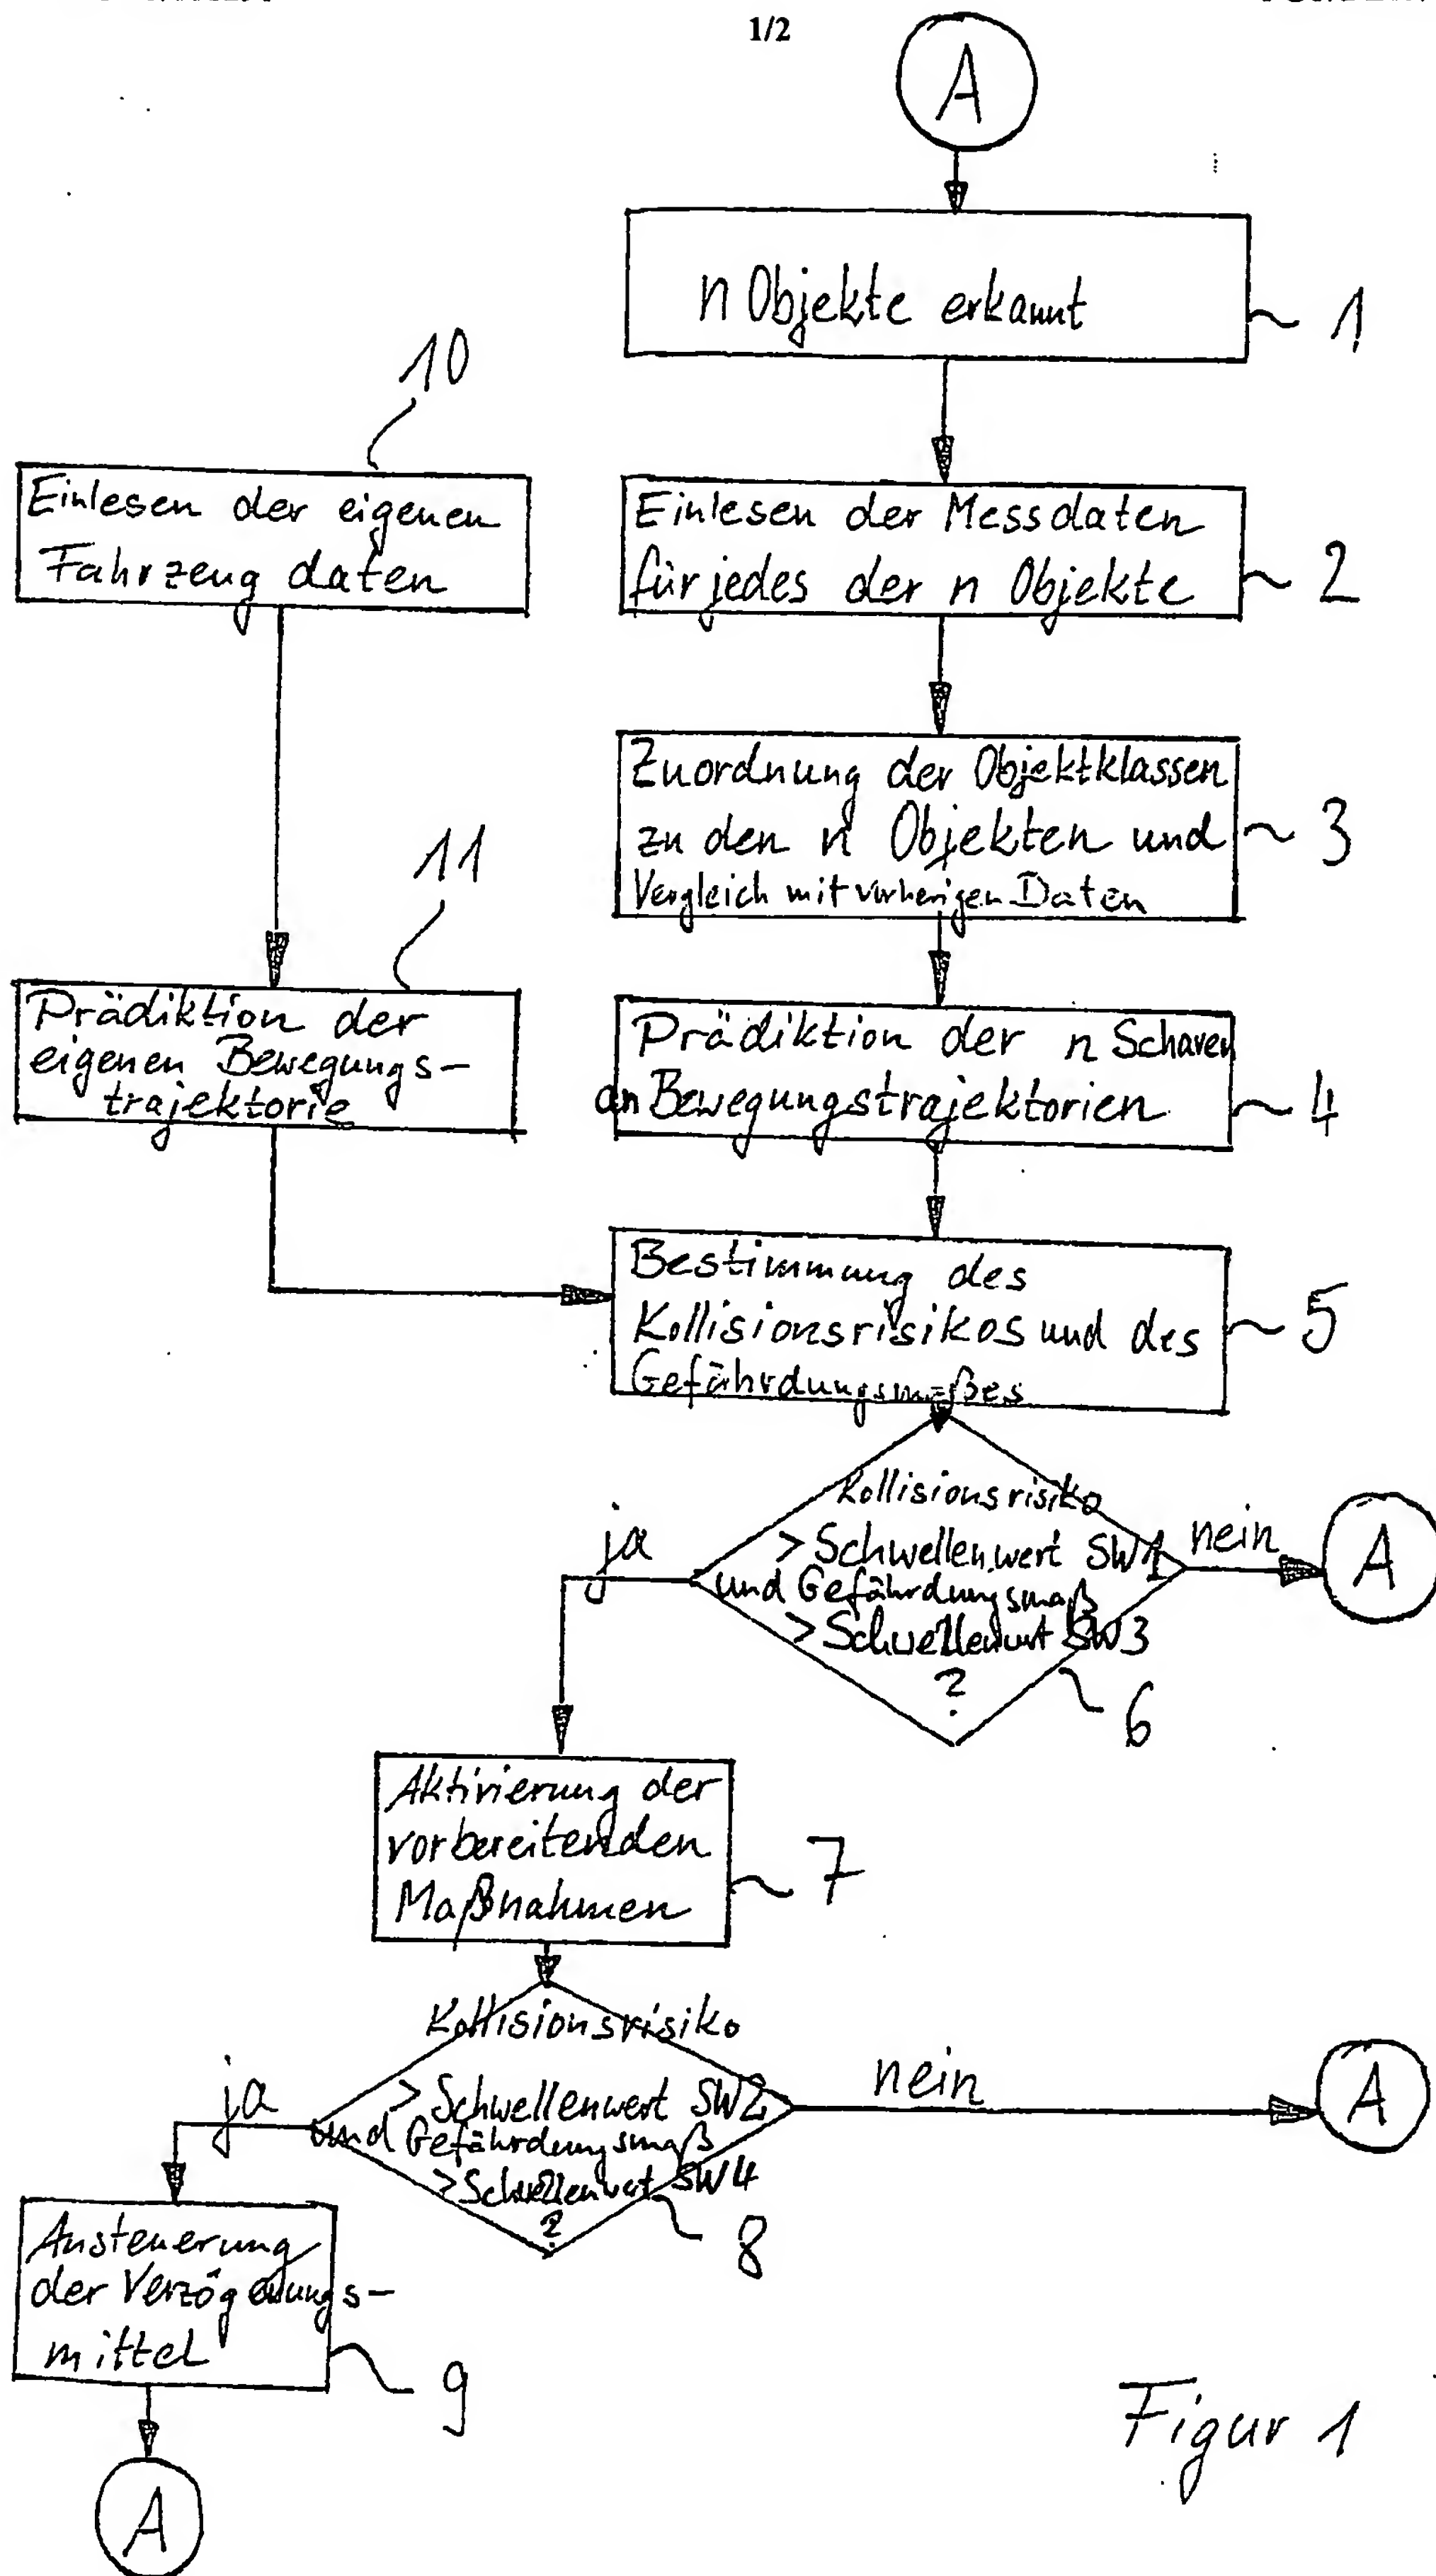 1/2
A
n Objekte erkannt
1
10
Einlesen der eigenen
Fahrzeug daten
Einlesen der Messdaten
für jedes der n Objekte
2
Zuordnung der Objektklassen
zu den n Objekten und
Vergleich mit vorherigen Daten
3
11
Prädiktion der
eigenen Bewegungs-
trajektorie
Prädiktion der n Scharen
an Bewegungstrajektorien
4
Bestimmung des
Kollisionsrisikos und des
Gefährdungsmaßes
5
Kollisionsrisiko
> Schwellenwert SW1
und Gefährdungsmaß
> Schwellenwert SW3
?
6
ja
nein
A
Aktivierung der
vorbereitenden
Maßnahmen
7
Kollisionsrisiko
> Schwellenwert SW2
und Gefährdungsmaß
> Schwellenwert SW4
?
8
ja
nein
A
Ansteuerung
der Verzögerungs-
mittel
9
A
Figur 1